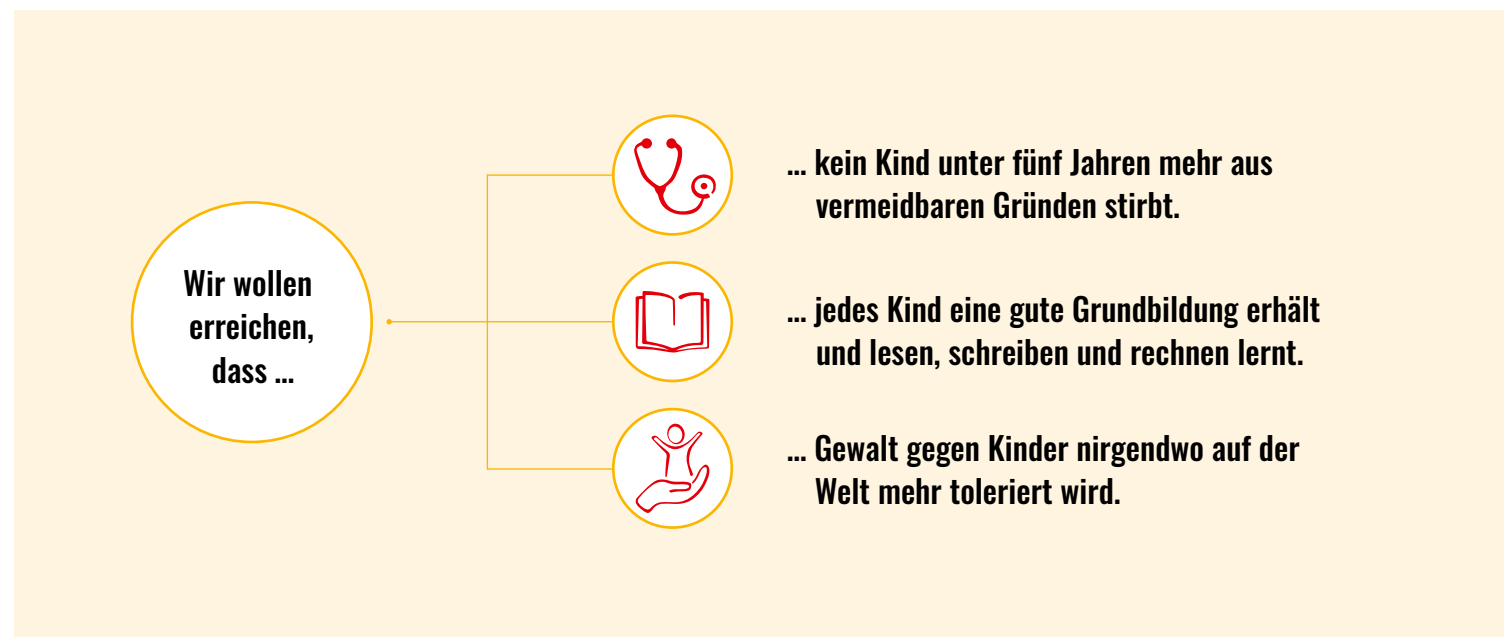 Wir wollen
erreichen,
dass ...
... kein Kind unter fünf Jahren mehr aus
vermeidbaren Gründen stirbt.
... jedes Kind eine gute Grundbildung erhält
und lesen, schreiben und rechnen lernt.
... Gewalt gegen Kinder nirgendwo auf der
Welt mehr toleriert wird.